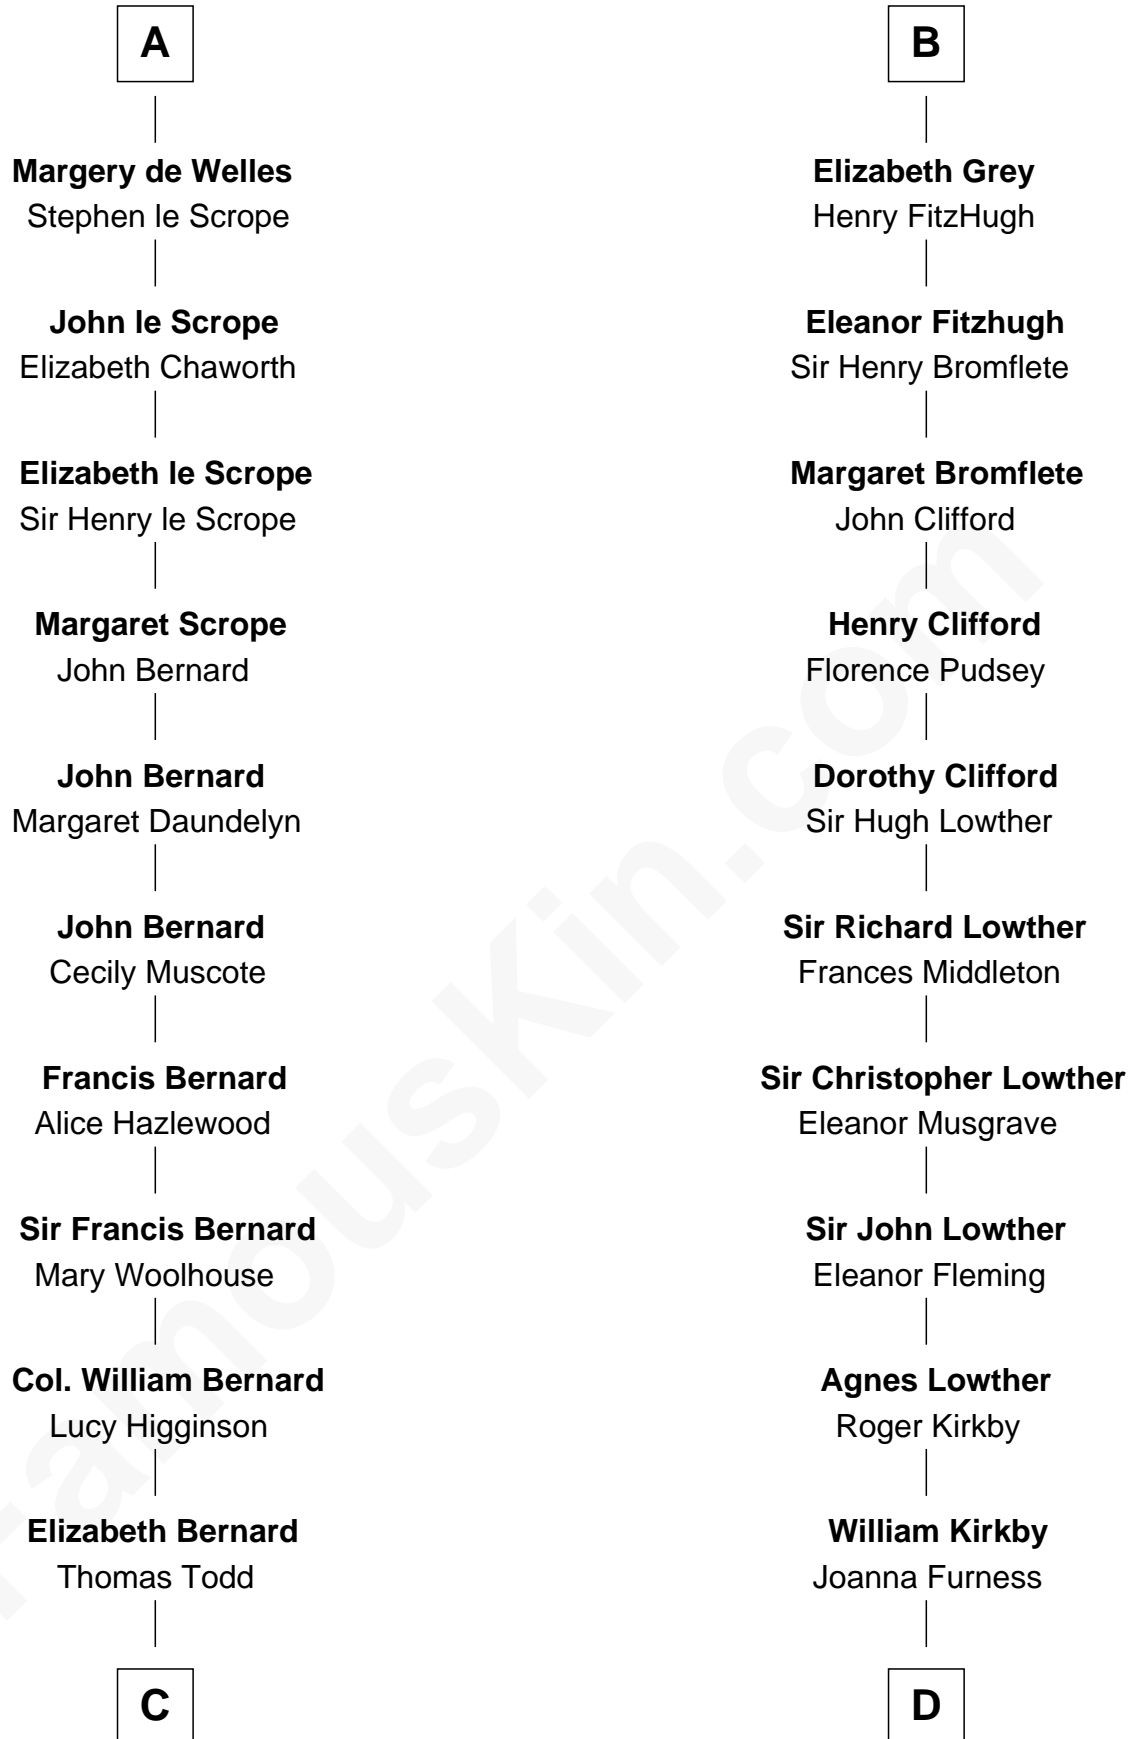 A
Margery de Welles
Stephen le Scrope
John le Scrope
Elizabeth Chaworth
Elizabeth le Scrope
Sir Henry le Scrope
Margaret Scrope
John Bernard
John Bernard
Margaret Daundelyn
John Bernard
Cecily Muscote
Francis Bernard
Alice Hazlewood
Sir Francis Bernard
Mary Woolhouse
Col. William Bernard
Lucy Higginson
Elizabeth Bernard
Thomas Todd
C
B
Elizabeth Grey
Henry FitzHugh
Eleanor Fitzhugh
Sir Henry Bromflete
Margaret Bromflete
John Clifford
Henry Clifford
Florence Pudsey
Dorothy Clifford
Sir Hugh Lowther
Sir Richard Lowther
Frances Middleton
Sir Christopher Lowther
Eleanor Musgrave
Sir John Lowther
Eleanor Fleming
Agnes Lowther
Roger Kirkby
William Kirkby
Joanna Furness
D
FamousKin.com